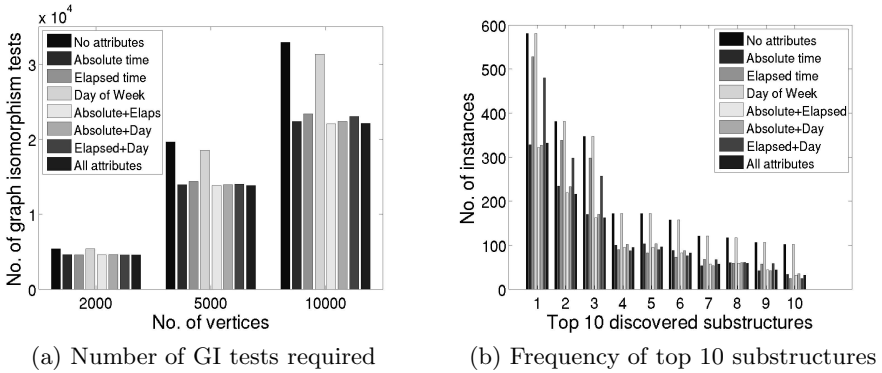 x 10⁴
No. of graph isomorphism tests
3
2
1
0
No attributes
Absolute time
Elapsed time
Day of Week
Absolute+Elaps
Absolute+Day
Elapsed+Day
All attributes
2000 5000 10000
No. of vertices
(a) Number of GI tests required
No. of instances
600
500
400
300
200
100
0
No attributes
Absolute time
Elapsed time
Day of Week
Absolute+Elapsed
Absolute+Day
Elapsed+Day
All attributes
1 2 3 4 5 6 7 8 9 10
Top 10 discovered substructures
(b) Frequency of top 10 substructures